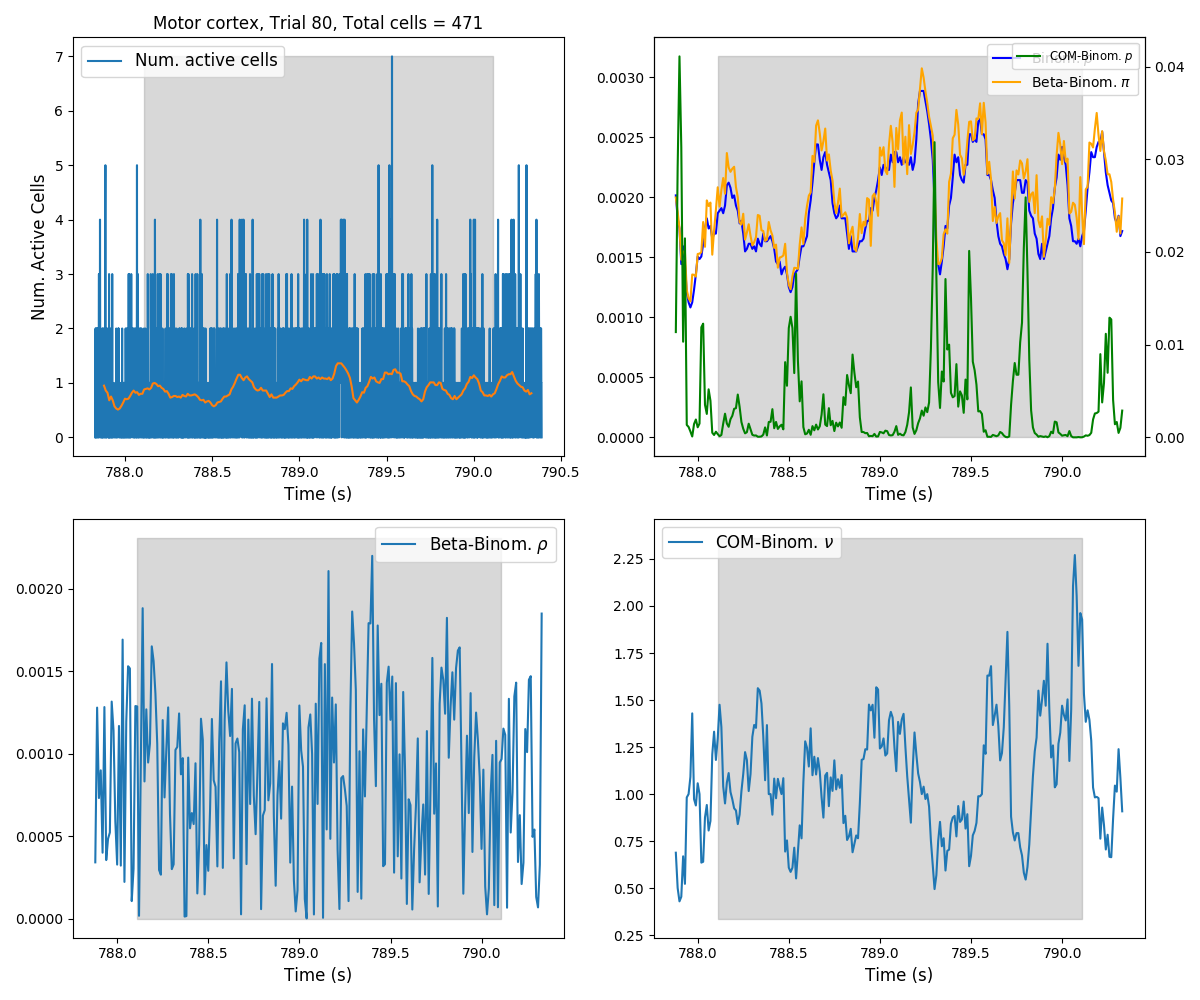 Motor cortex, Trial 80, Total cells = 471
Num. active cells
Num. Active Cells
7
6
5
4
3
2
1
0
788.0 788.5 789.0 789.5 790.0 790.5
Time (s)
COM-Binom. p
Beta-Binom. π
0.0030
0.0025
0.0020
0.0015
0.0010
0.0005
0.0000
0.04
0.03
0.02
0.01
0.00
788.0 788.5 789.0 789.5 790.0
Time (s)
Beta-Binom. ρ
0.0020
0.0015
0.0010
0.0005
0.0000
788.0 788.5 789.0 789.5 790.0
Time (s)
COM-Binom. ν
2.25
2.00
1.75
1.50
1.25
1.00
0.75
0.50
0.25
788.0 788.5 789.0 789.5 790.0
Time (s)